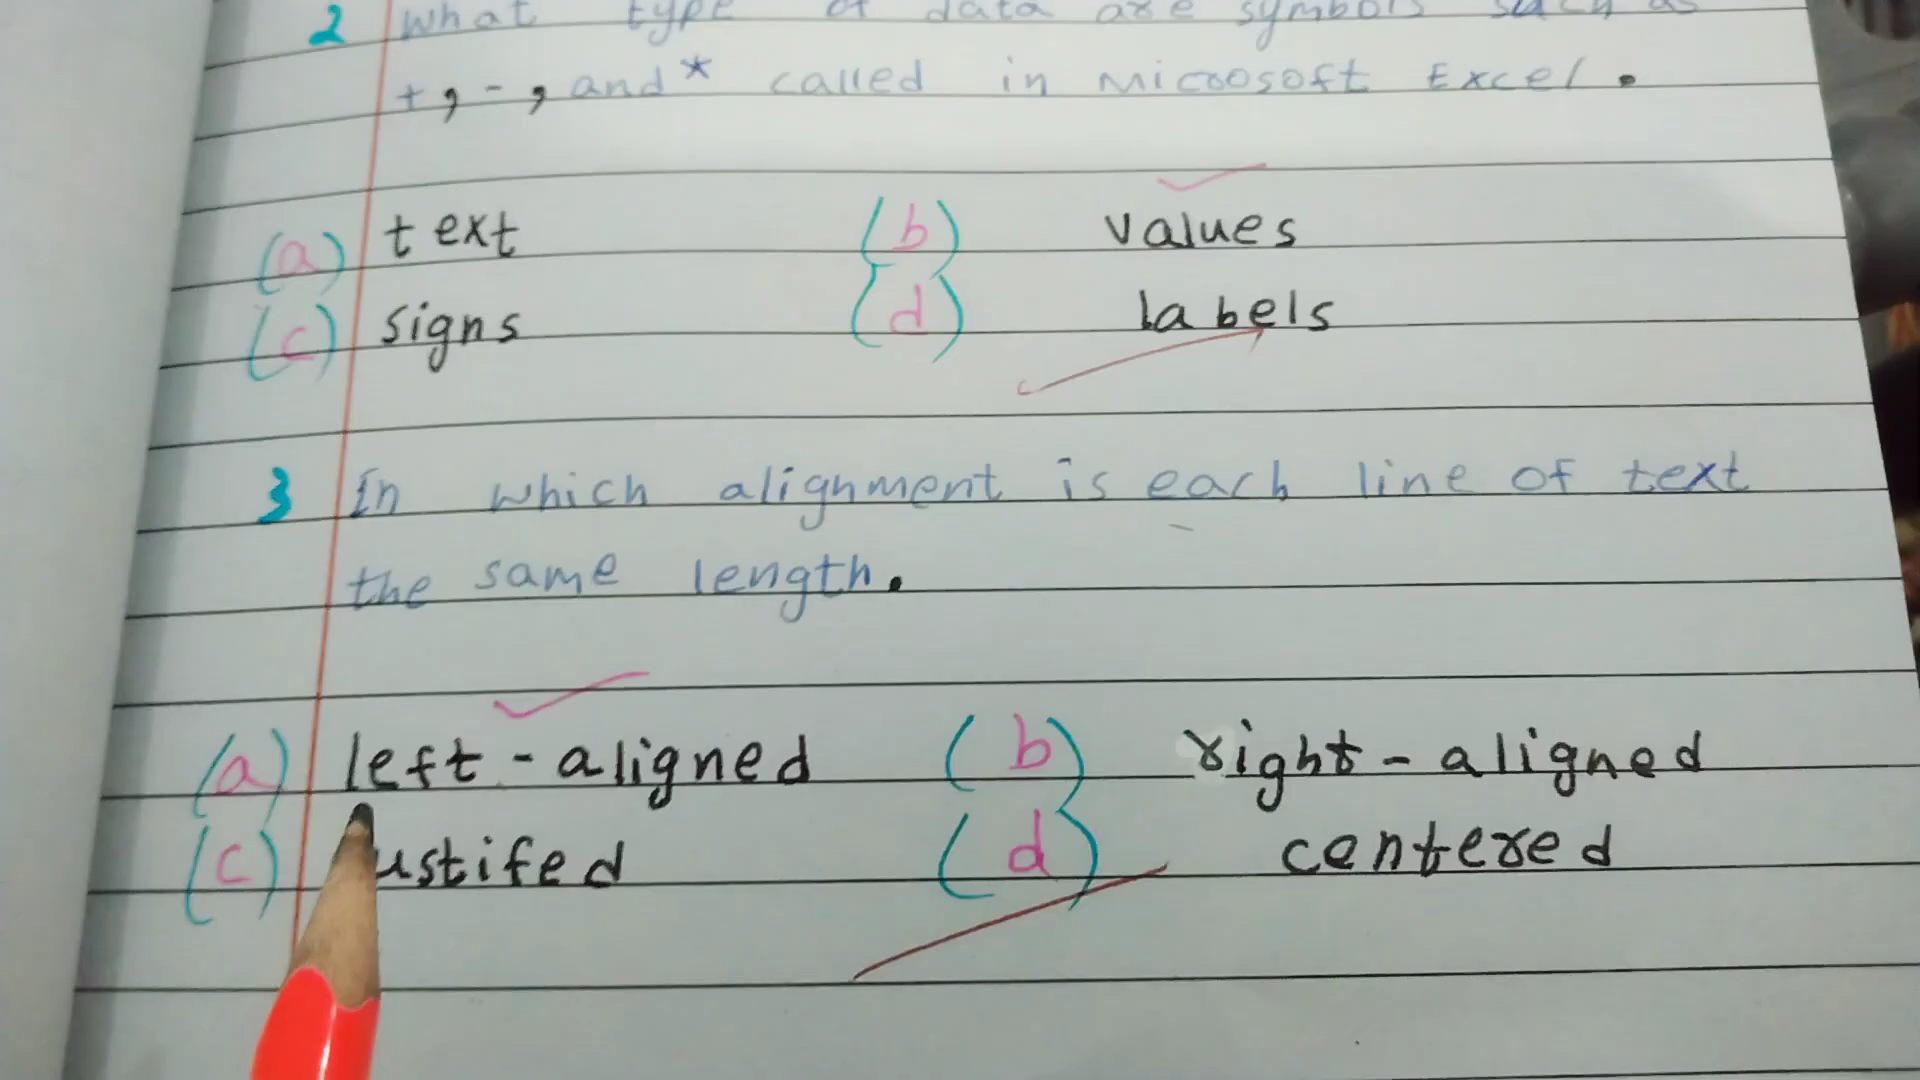 2 What type of data are symbols such as
+, -, and * called in Microsoft Excel.
(a) text (b) values
(c) signs (d) labels
3 In which alignment is each line of text
the same length.
(a) left-aligned (b) right-aligned
(c) ustifed (d) centered